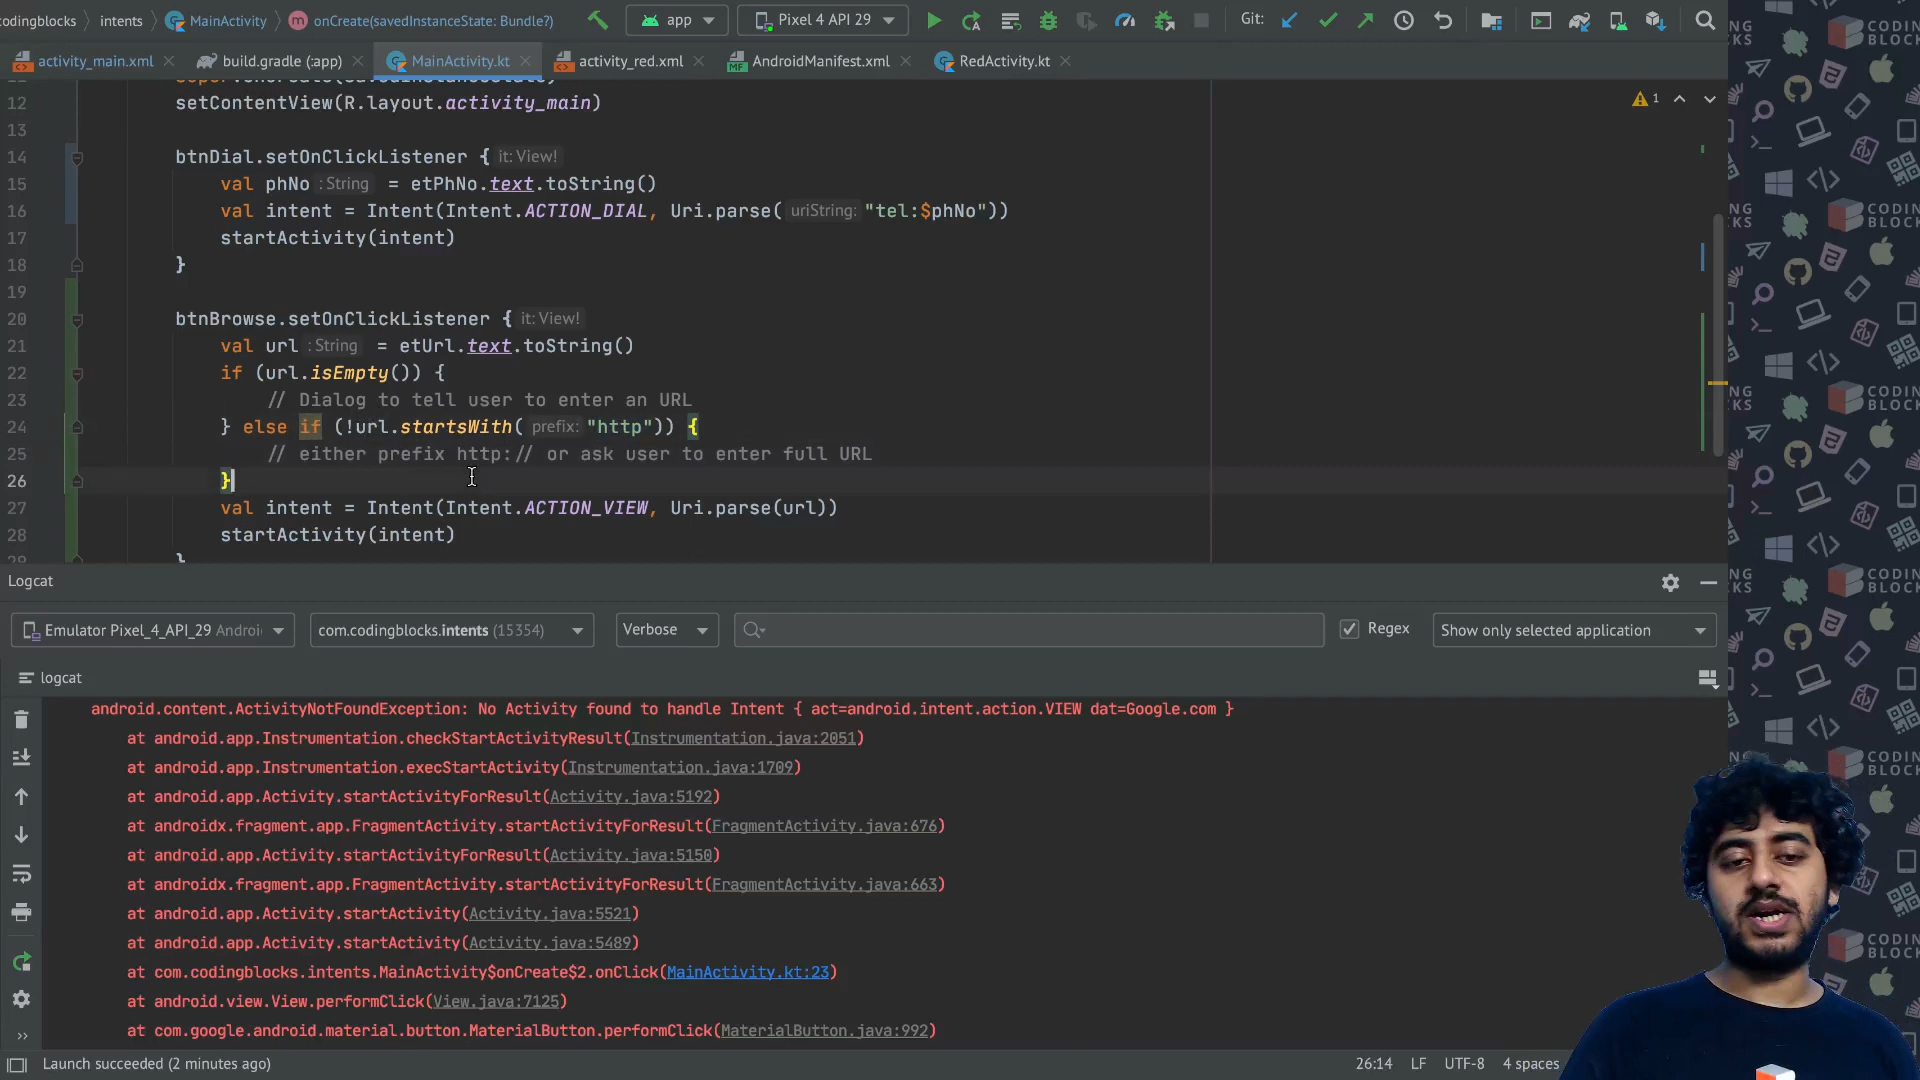 codingblocks intents MainActivity onCreate(savedInstanceState: Bundle?) app Pixel 4 API 29 Git:
activity_main.xml build.gradle (:app) MainActivity.kt activity_red.xml AndroidManifest.xml RedActivity.kt
12 setContentView(R.layout.activity_main) 1
13
14 btnDial.setOnClickListener { it: View!
15 val phNo : String = etPhNo.text.toString()
16 val intent = Intent(Intent.ACTION_DIAL, Uri.parse( uriString: "tel:$phNo"))
17 startActivity(intent)
18 }
19
20 btnBrowse.setOnClickListener { it: View!
21 val url : String = etUrl.text.toString()
22 if (url.isEmpty()) {
23 // Dialog to tell user to enter an URL
24 } else if (!url.startsWith( prefix: "http")) {
25 // either prefix http:// or ask user to enter full URL
26 }
27 val intent = Intent(Intent.ACTION_VIEW, Uri.parse(url))
28 startActivity(intent)
29 }
Logcat
Emulator Pixel_4_API_29 Androi com.codingblocks.intents (15354) Verbose Regex Show only selected application
logcat
android.content.ActivityNotFoundException: No Activity found to handle Intent { act=android.intent.action.VIEW dat=Google.com }
at android.app.Instrumentation.checkStartActivityResult(Instrumentation.java:2051)
at android.app.Instrumentation.execStartActivity(Instrumentation.java:1709)
at android.app.Activity.startActivityForResult(Activity.java:5192)
at androidx.fragment.app.FragmentActivity.startActivityForResult(FragmentActivity.java:676)
at android.app.Activity.startActivityForResult(Activity.java:5150)
at androidx.fragment.app.FragmentActivity.startActivityForResult(FragmentActivity.java:663)
at android.app.Activity.startActivity(Activity.java:5521)
at android.app.Activity.startActivity(Activity.java:5489)
at com.codingblocks.intents.MainActivity$onCreate$2.onClick(MainActivity.kt:23)
at android.view.View.performClick(View.java:7125)
at com.google.android.material.button.MaterialButton.performClick(MaterialButton.java:992)
Launch succeeded (2 minutes ago) 26:14 LF UTF-8 4 spaces
CODING
BLOCK